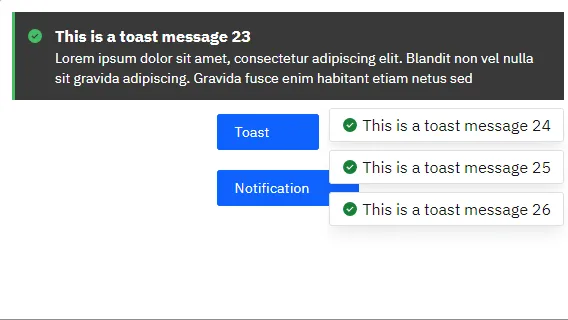 This is a toast message 23
Lorem ipsum dolor sit amet, consectetur adipiscing elit. Blandit non vel nulla
sit gravida adipiscing. Gravida fusce enim habitant etiam netus sed
Toast
This is a toast message 24
This is a toast message 25
Notification
This is a toast message 26